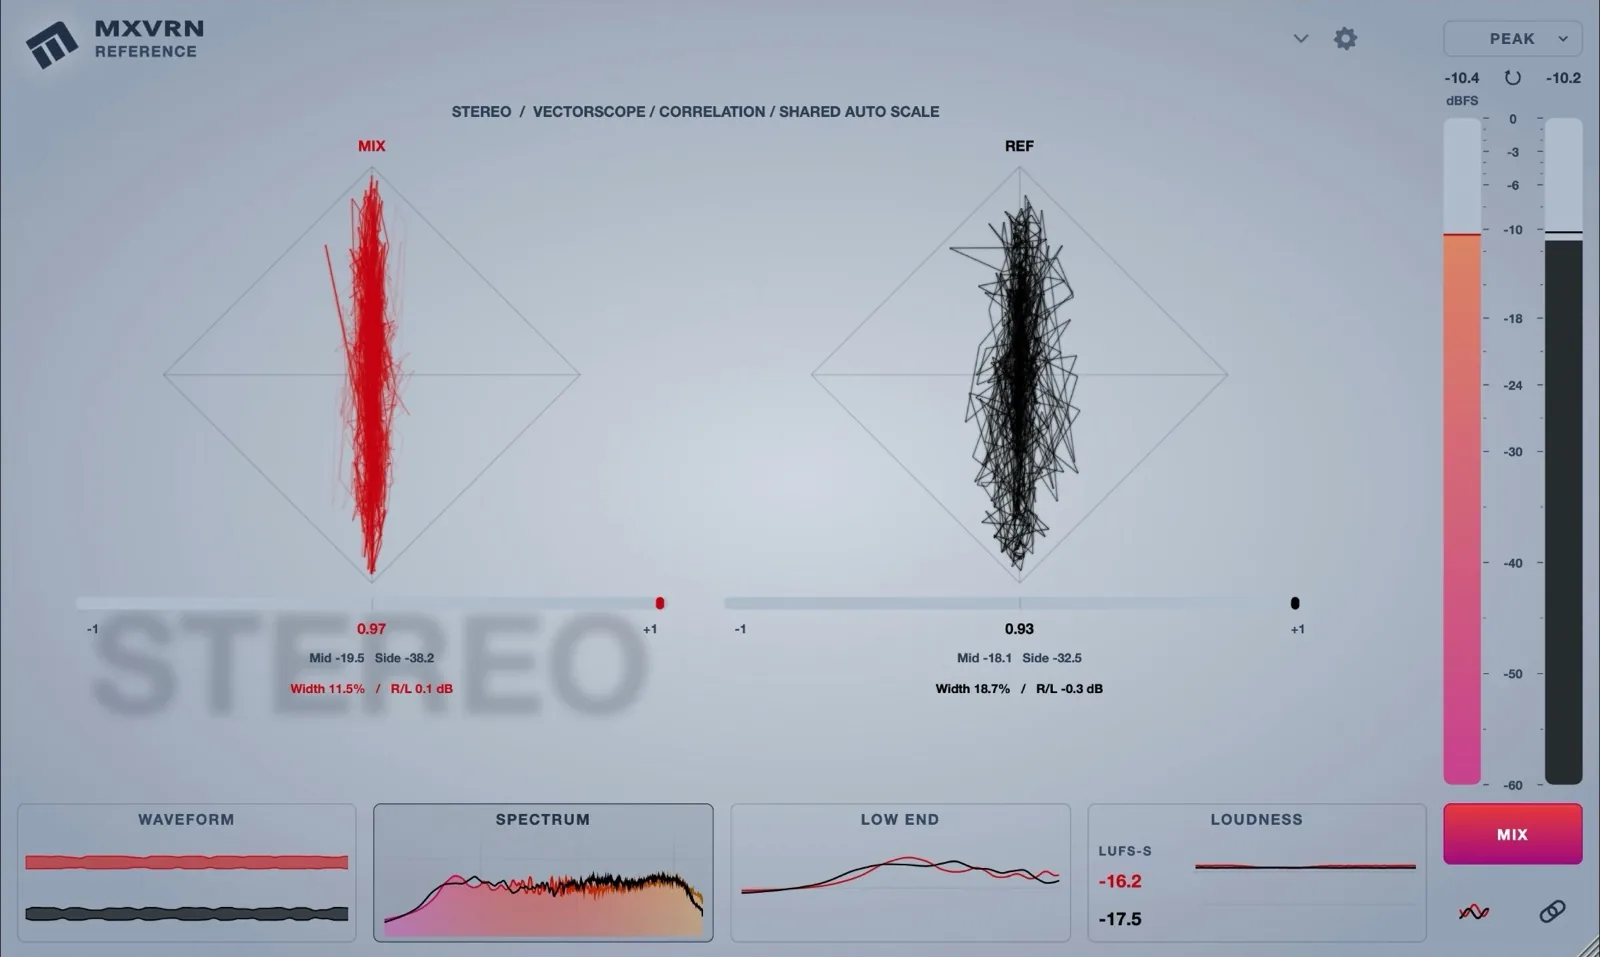 MXVRN
REFERENCE
PEAK
-10.4 -10.2
dBFS
STEREO / VECTORSCOPE / CORRELATION / SHARED AUTO SCALE
MIX
REF
0
-3
-6
-10
-18
-24
-30
-40
-50
-60
-1 0.97 +1
Mid -19.5 Side -38.2
Width 11.5% / R/L 0.1 dB
-1 0.93 +1
Mid -18.1 Side -32.5
Width 18.7% / R/L -0.3 dB
STEREO
WAVEFORM
SPECTRUM
LOW END
LOUDNESS
LUFS-S
-16.2
-17.5
MIX